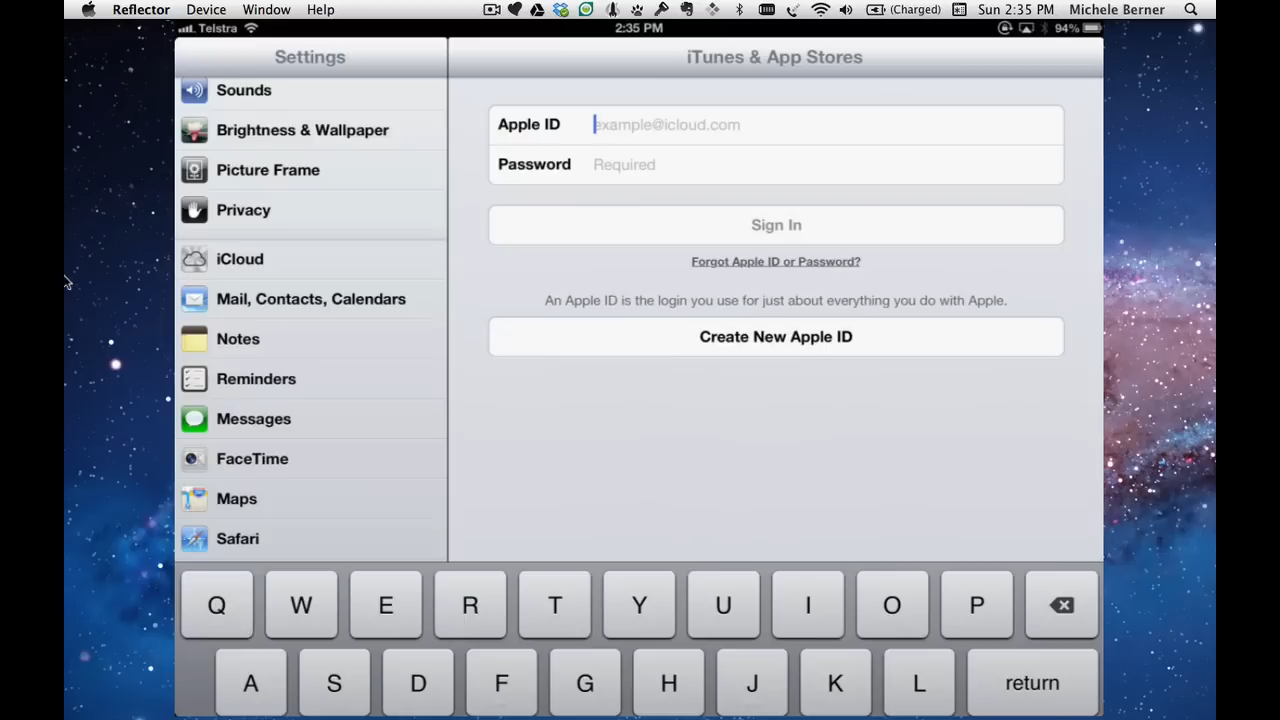 Reflector Device Window Help (Charged) Sun 2:35 PM Michele Berner
Telstra 2:35 PM 94%
Settings iTunes & App Stores
Sounds
Brightness & Wallpaper
Picture Frame
Privacy
iCloud
Mail, Contacts, Calendars
Notes
Reminders
Messages
FaceTime
Maps
Safari
Apple ID example@icloud.com
Password Required
Sign In
Forgot Apple ID or Password?
An Apple ID is the login you use for just about everything you do with Apple.
Create New Apple ID
Q W E R T Y U I O P
A S D F G H J K L return